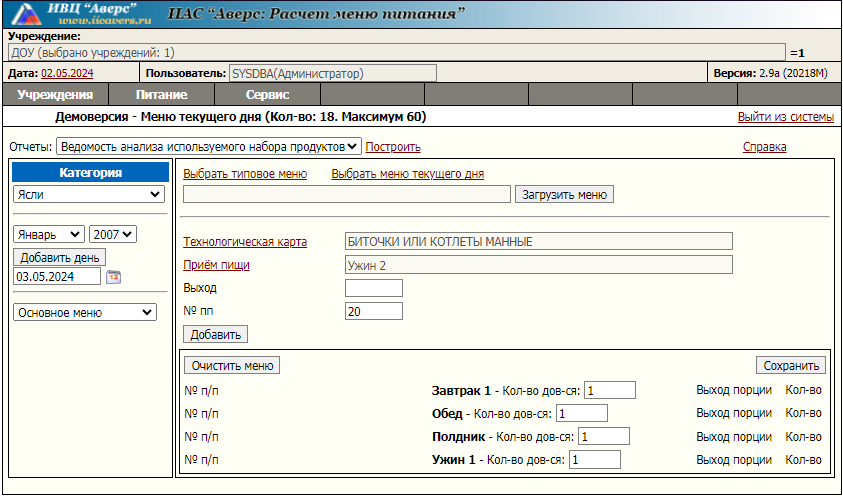 ИВЦ "Аверс"
www.iicavers.ru
ИАС "Аверс: Расчет меню питания"
Учреждение:
ДОУ (выбрано учреждений: 1) =1
Дата: 02.05.2024 Пользователь: SYSDBA(Администратор) Версия: 2.9a (20218M)
Учреждения Питание Сервис
Демоверсия - Меню текущего дня (Кол-во: 18. Максимум 60) Выйти из системы
Отчеты: Ведомость анализа используемого набора продуктов Построить Справка
Категория
Ясли
Январь 2007
Добавить день
03.05.2024
Основное меню
Выбрать типовое меню Выбрать меню текущего дня
Загрузить меню
Технологическая карта БИТОЧКИ ИЛИ КОТЛЕТЫ МАННЫЕ
Приём пищи Ужин 2
Выход
№ пп 20
Добавить
Очистить меню Сохранить
№ п/п Завтрак 1 - Кол-во дов-ся: 1 Выход порции Кол-во
№ п/п Обед - Кол-во дов-ся: 1 Выход порции Кол-во
№ п/п Полдник - Кол-во дов-ся: 1 Выход порции Кол-во
№ п/п Ужин 1 - Кол-во дов-ся: 1 Выход порции Кол-во